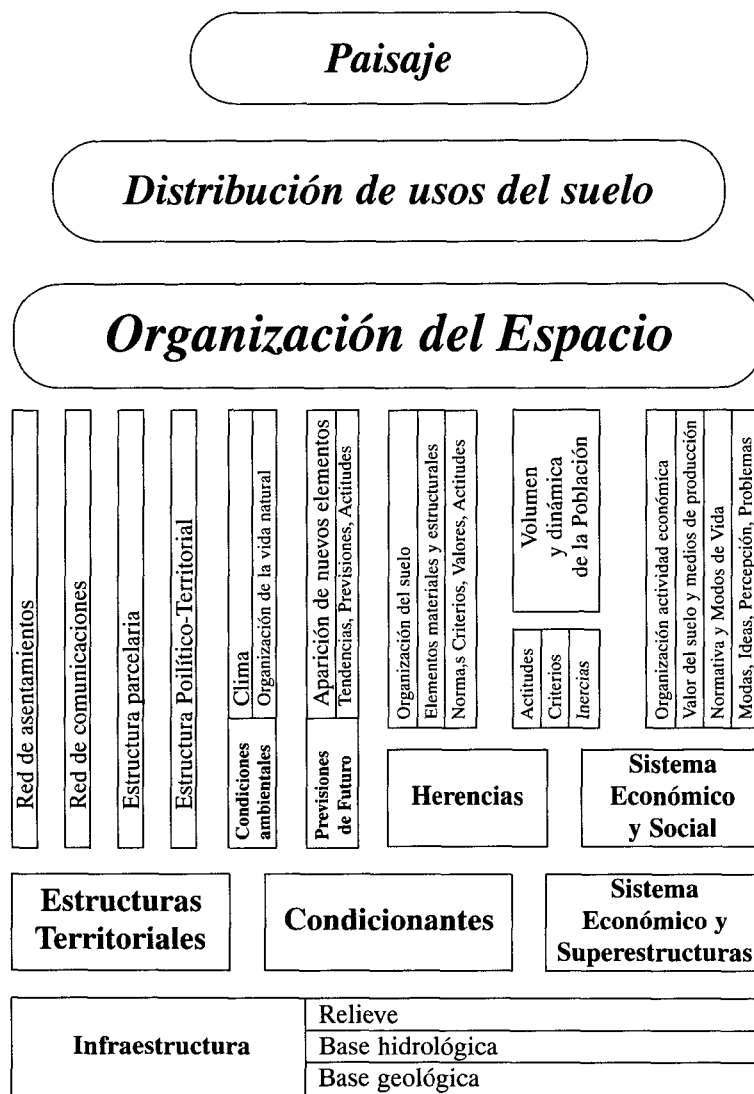 Paisaje
Distribución de usos del suelo
Organización del Espacio
Red de asentamientos
Red de comunicaciones
Estructura parcelaria
Estructura Poilítico-Territorial
Clima
Organización de la vida natural
Condiciones
ambientales
Aparición de nuevos elementos
Tendencias, Previsiones, Actitudes
Previsiones
de Futuro
Organización del suelo
Elementos materiales y estructurales
Norma,s Criterios, Valores, Actitudes
Herencias
Volumen
y dinámica
de la Población
Actitudes
Criterios
Inercias
Organización actividad económica
Valor del suelo y medios de producción
Normativa y Modos de Vida
Modas, Ideas, Percepción, Problemas
Sistema
Económico
y Social
Estructuras
Territoriales
Condicionantes
Sistema
Económico y
Superestructuras
Infraestructura
Relieve
Base hidrológica
Base geológica